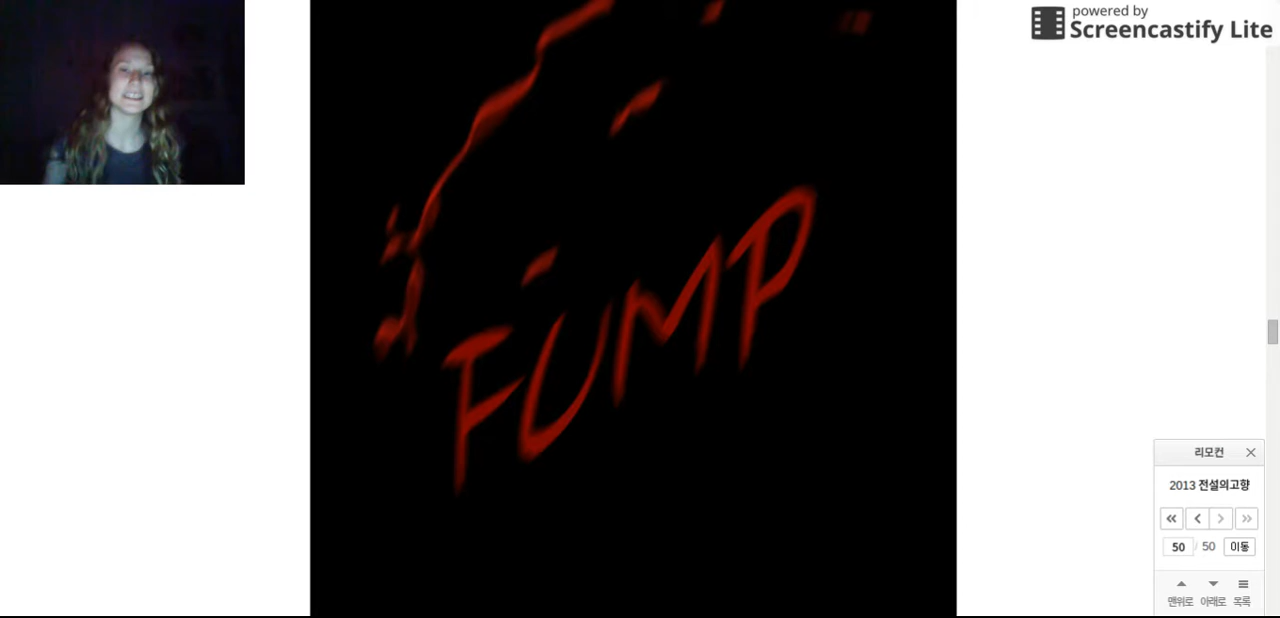 powered by
Screencastify Lite
FUMP
리모컨
2013 전설의고향
50 / 50 이동
맨위로 아래로 목록